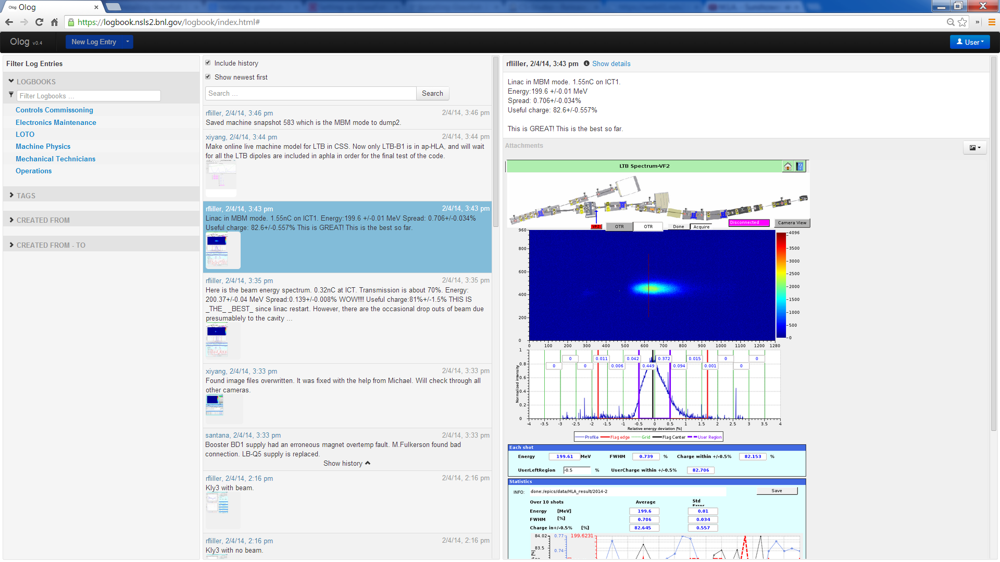 Olog Olog
https://logbook.nsls2.bnl.gov/logbook/index.html#
Olog v0.4
New Log Entry
User
Filter Log Entries
LOGBOOKS
Filter Logbooks ...
Controls Commissoning
Electronics Maintenance
LOTO
Machine Physics
Mechanical Technicians
Operations
TAGS
CREATED FROM
CREATED FROM - TO
Include history
Show newest first
Search ...
Search
rfliller, 2/4/14, 3:46 pm 2/4/14, 3:46 pm
Saved machine snapshot 583 which is the MBM mode to dump2.
xiyang, 2/4/14, 3:44 pm 2/4/14, 3:44 pm
Make online live machine model for LTB in CSS. Now only LTB-B1 is in ap-HLA, and will wait
for all the LTB dipoles are included in aphla in order for the final test of the code.
rfliller, 2/4/14, 3:43 pm 2/4/14, 3:43 pm
Linac in MBM mode. 1.55nC on ICT1. Energy:199.6 +/-0.01 MeV Spread: 0.706+/-0.034%
Useful charge: 82.6+/-0.557% This is GREAT! This is the best so far.
rfliller, 2/4/14, 3:35 pm 2/4/14, 3:35 pm
Here is the beam energy spectrum. 0.32nC at ICT. Transmission is about 70%. Energy:
200.37+/-0.04 MeV Spread:0.139+/-0.008% WOW!!!! Useful charge:81%+/-1.5% THIS IS
_THE_ _BEST_ since linac restart. However, there are the occasional drop outs of beam due
presumablely to the cavity ...
xiyang, 2/4/14, 3:33 pm 2/4/14, 3:33 pm
Found image files overwritten. It was fixed with the help from Michael. Will check through all
other cameras.
santana, 2/4/14, 3:33 pm 2/4/14, 3:33 pm
Booster BD1 supply had an erroneous magnet overtemp fault. M.Fulkerson found bad
connection. LB-Q5 supply is replaced.
Show history
rfliller, 2/4/14, 2:16 pm 2/4/14, 2:16 pm
Kly3 with beam.
rfliller, 2/4/14, 2:16 pm 2/4/14, 2:16 pm
Kly3 with no beam.
rfliller, 2/4/14, 3:43 pm Show details
Linac in MBM mode. 1.55nC on ICT1.
Energy:199.6 +/-0.01 MeV
Spread: 0.706+/-0.034%
Useful charge: 82.6+/-0.557%
This is GREAT! This is the best so far.
Attachments
LTB Spectrum-VF2
VF2 OTR OTR Done Acquire Disconnected Camera View
960
800
600
400
200
0
0 100 200 300 400 500 600 700 800 900 1000 1100 1280
4096
3500
3000
2500
2000
1500
1000
500
0
Normalized intensity
1
0.8
0.6
0.4
0.2
0
0 0.011 0.042 0.372 0.015 0 0
0 0 0.006 0.449 0.094 0.001 0
-4 -3.5 -3 -2.5 -2 -1.5 -1 -0.5 0 0.5 1 1.5 2 2.5 3 3.5 4
Relative energy deviation [%]
Profile Flag edge Grid Flag Center User Region
Each shot
Energy 199.61 MeV FWHM 0.739 % Charge within +/-0.5% 82.153 %
UserLeftRegion -0.5 % UserCharge within +/-0.5% 82.706
Statistics
INFO: done:/epics/data/HLA_result/2014-2 Save
Over 10 shots Average Std Error
Energy [MeV] 199.6 0.01
FWHM [%] 0.706 0.034
Charge in+/-0.5% [%] 82.645 0.557
84.02 0.77 199.6231
83.5 0.74